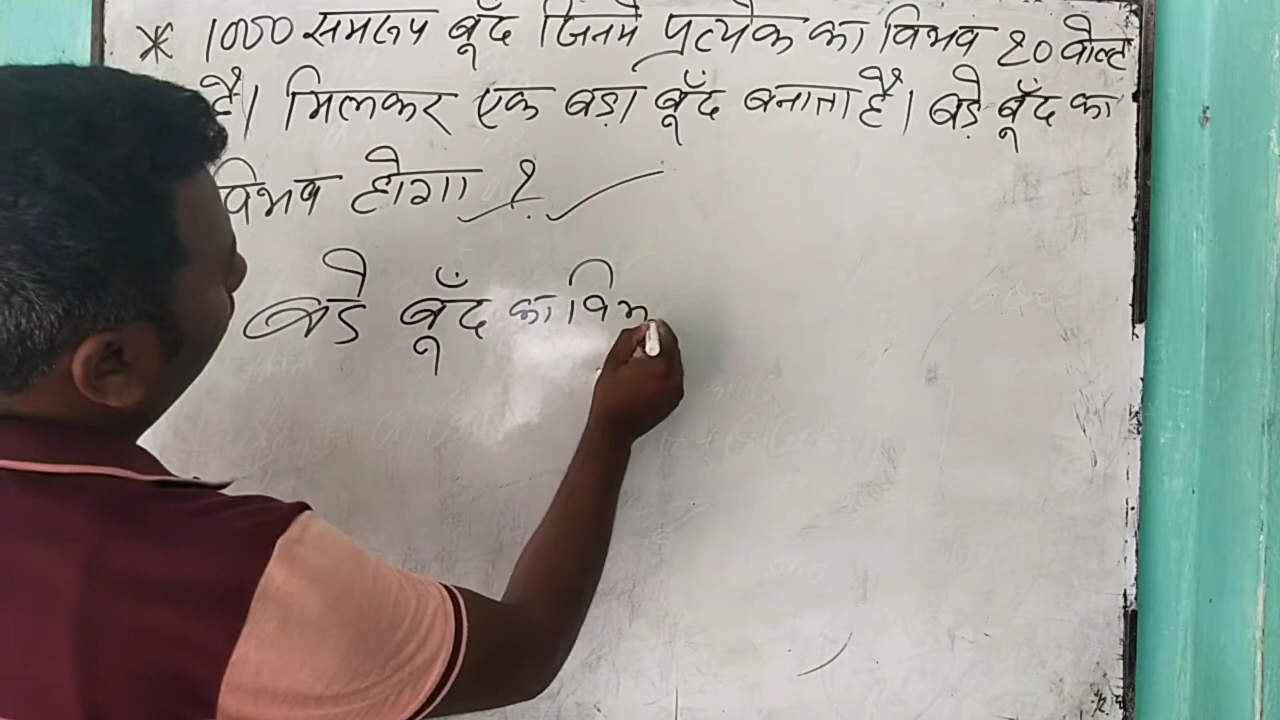 * 1000 समरूप बूँद जिनमे प्रत्येक का विभव 20 वोल्ट
है। मिलकर एक बड़ा बूँद बनाता है। बड़े बूँद का
विभव होगा ?
बडे बूँद का विभ